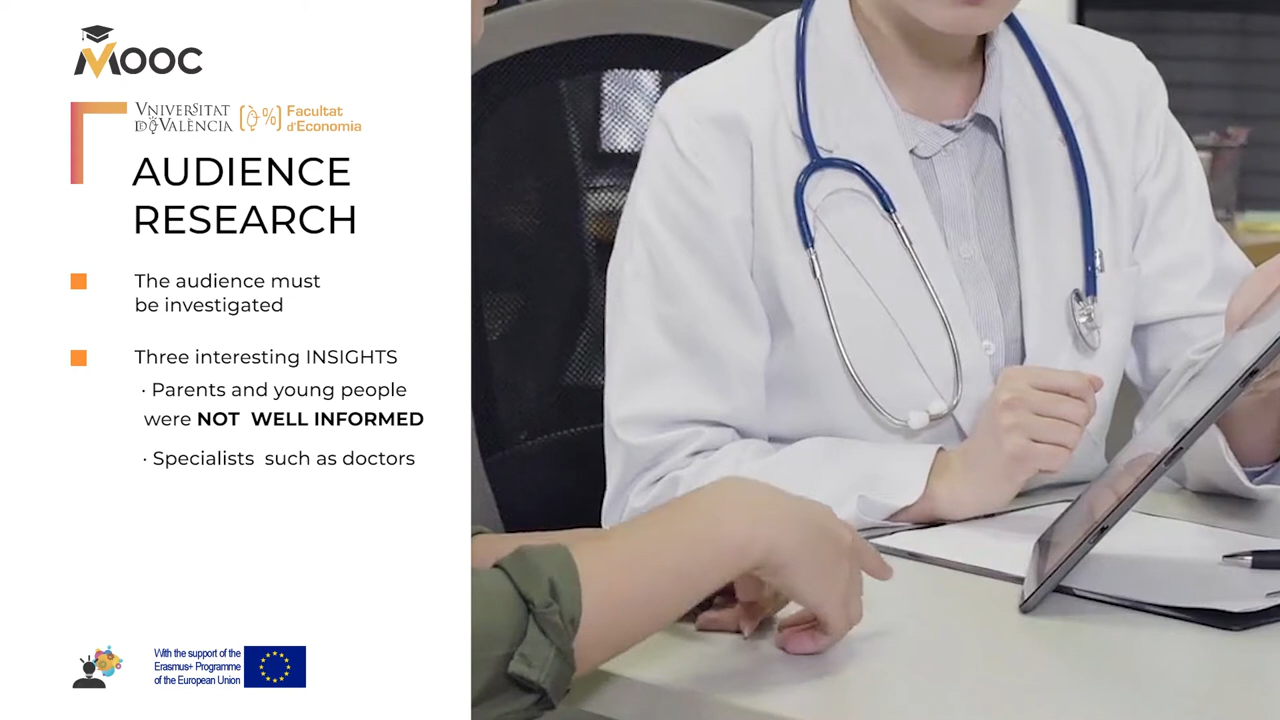 MOOC
VNIVERSITAT
DE VALÈNCIA
(%) Facultat
d'Economia
AUDIENCE
RESEARCH
The audience must
be investigated
Three interesting INSIGHTS
· Parents and young people
were NOT WELL INFORMED
· Specialists such as doctors
With the support of the
Erasmus+ Programme
of the European Union